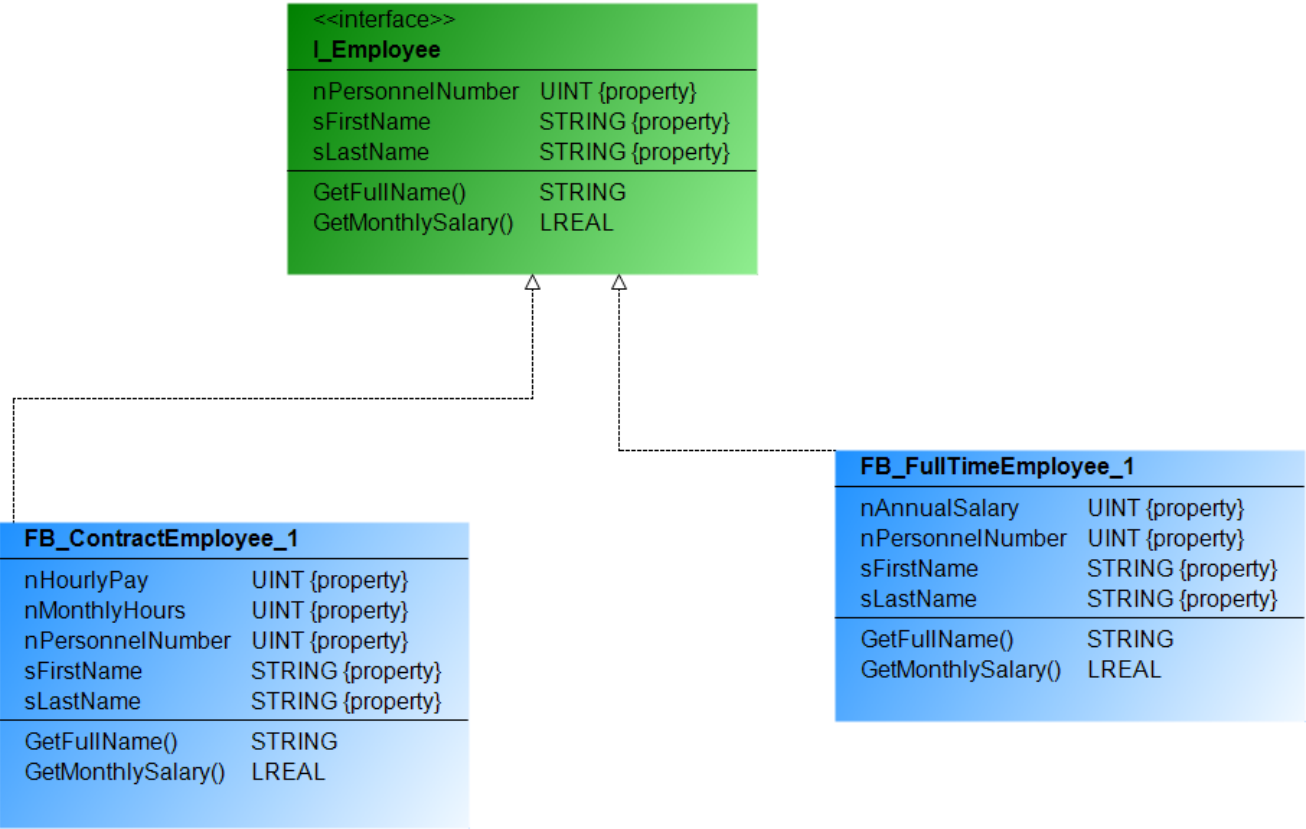 <<interface>>
I_Employee
nPersonnelNumber UINT {property}
sFirstName STRING {property}
sLastName STRING {property}
GetFullName() STRING
GetMonthlySalary() LREAL
FB_FullTimeEmployee_1
nAnnualSalary UINT {property}
nPersonnelNumber UINT {property}
sFirstName STRING {property}
sLastName STRING {property}
GetFullName() STRING
GetMonthlySalary() LREAL
FB_ContractEmployee_1
nHourlyPay UINT {property}
nMonthlyHours UINT {property}
nPersonnelNumber UINT {property}
sFirstName STRING {property}
sLastName STRING {property}
GetFullName() STRING
GetMonthlySalary() LREAL